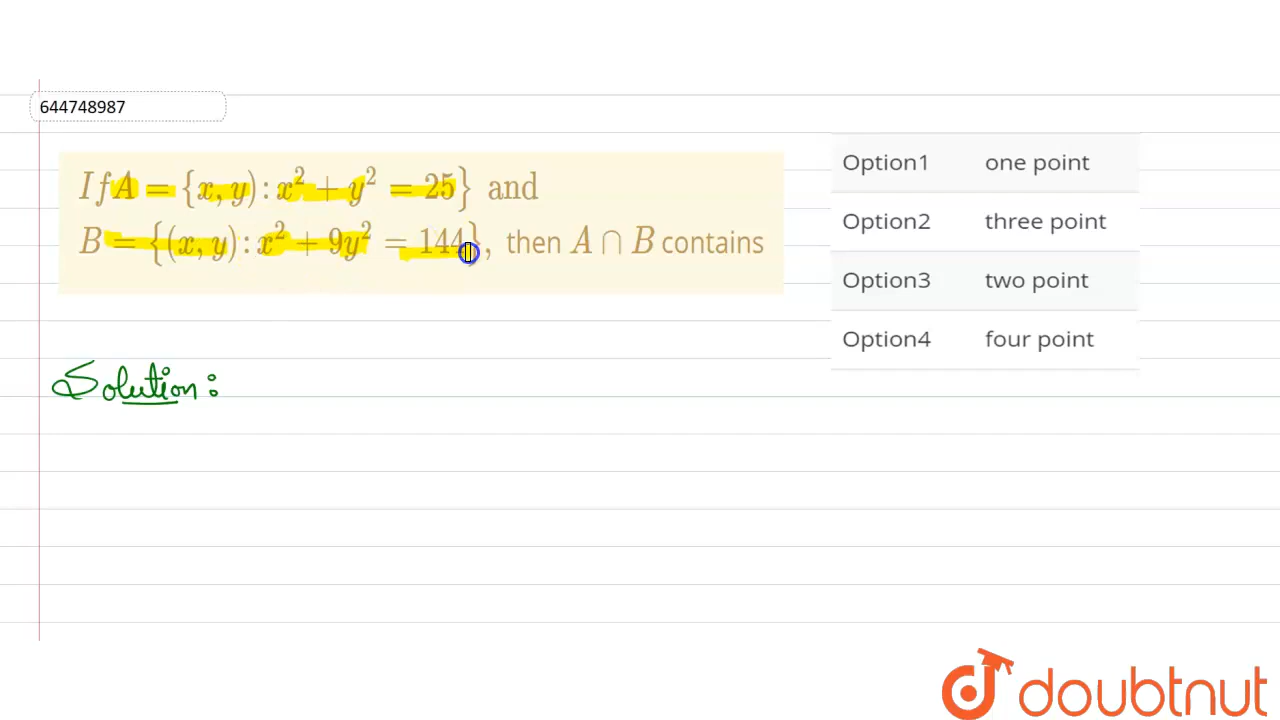 644748987
If A = {x, y) : x² + y² = 25} and
B = {(x, y) : x² + 9y² = 144}, then A ∩ B contains
Option1 one point
Option2 three point
Option3 two point
Option4 four point
Solution :
doubtnut